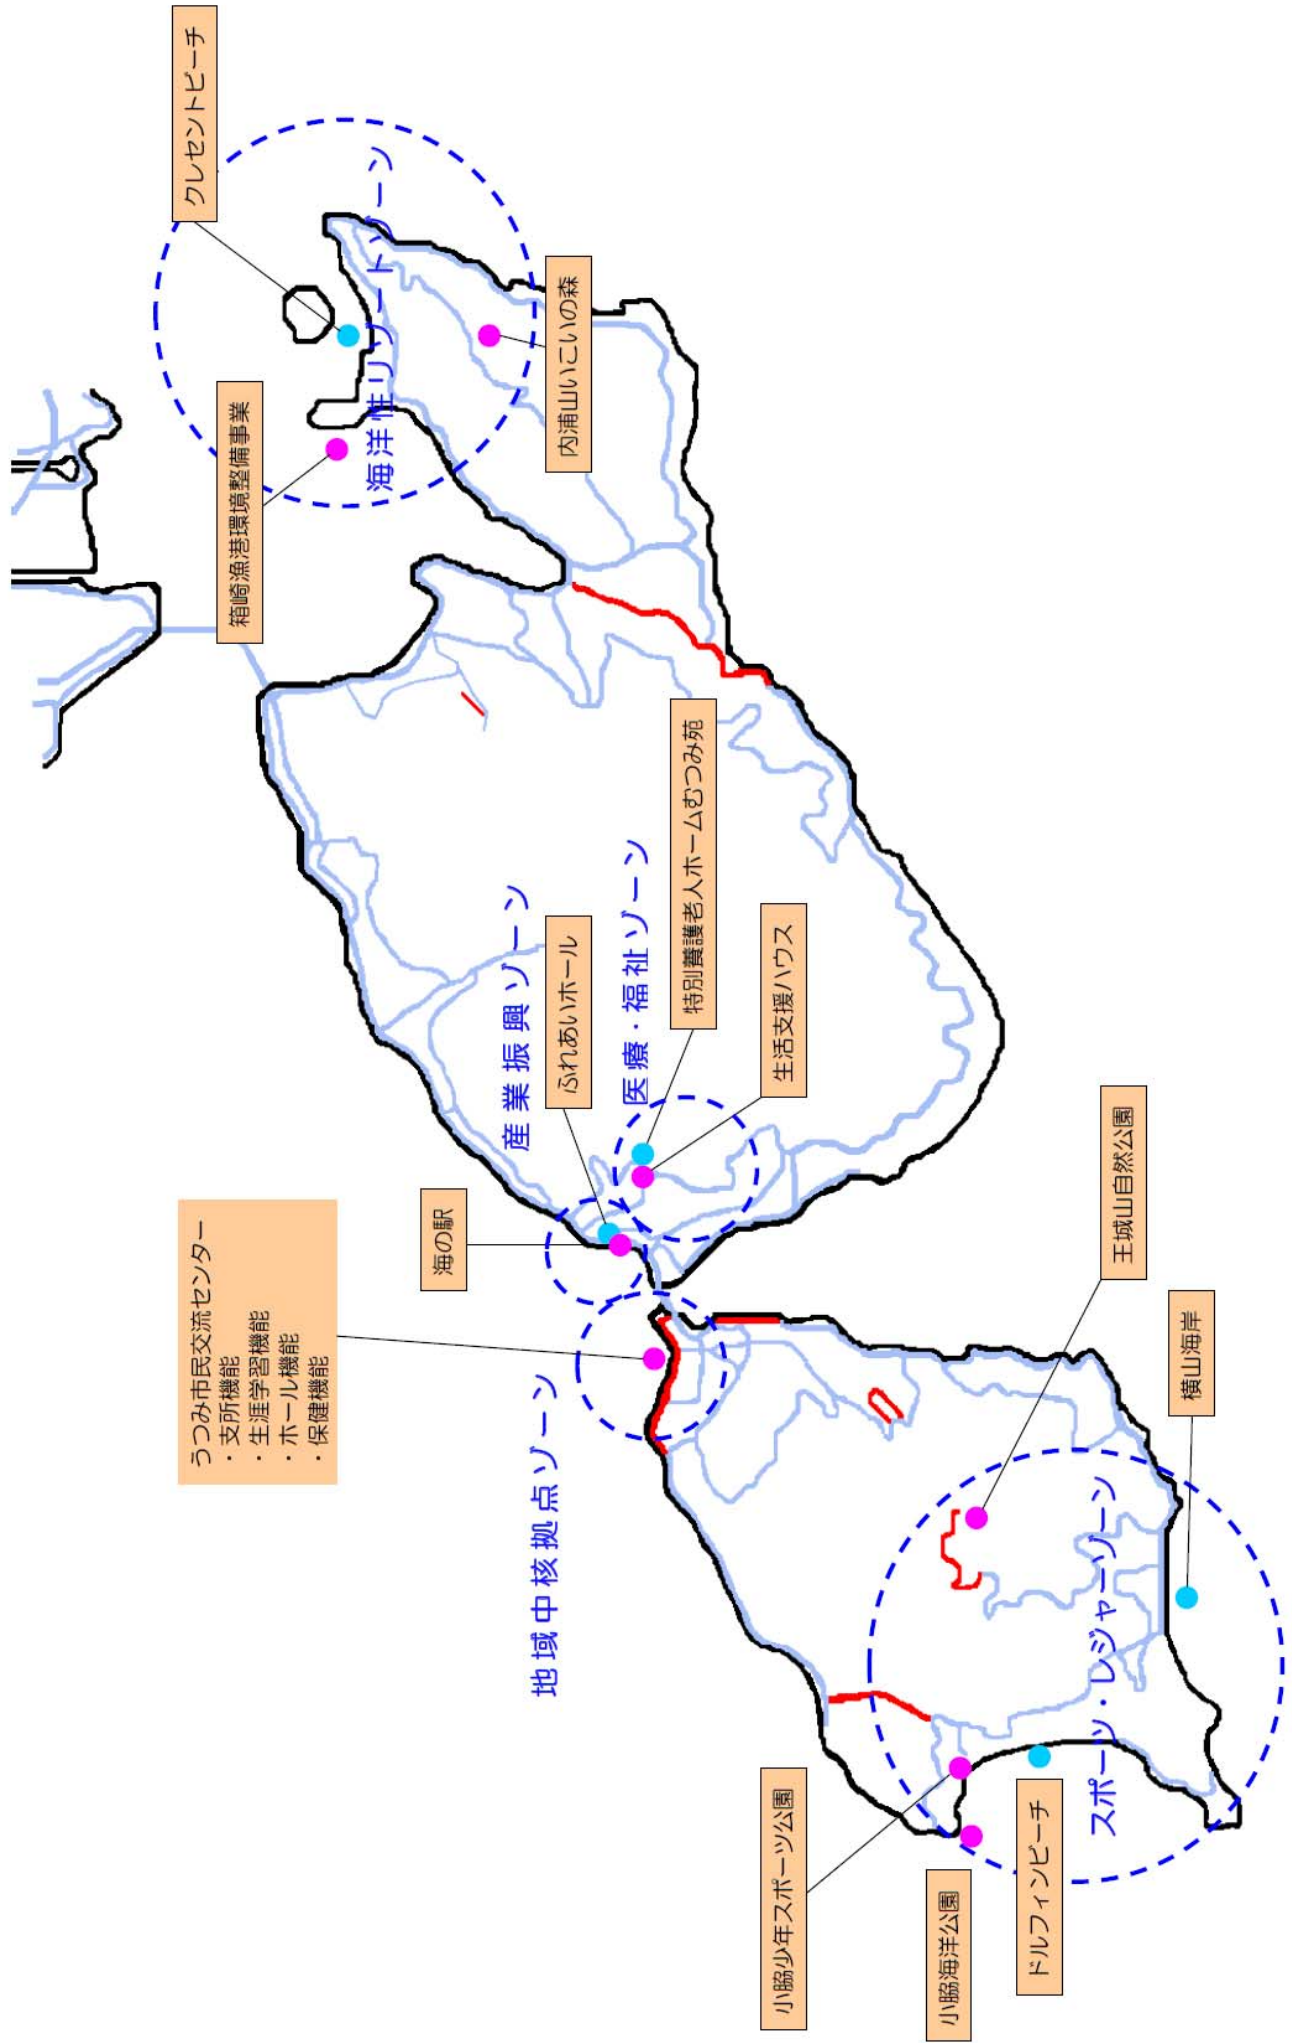 うつみ市民交流センター
・支所機能
・生涯学習機能
・ホール機能
・保健機能
箱崎漁港環境整備事業
クレセントビーチ
海洋性リゾートゾーン
内浦山いこいの森
海の駅
産業振興ゾーン
ふれあいホール
医療・福祉ゾーン
特別養護老人ホームむつみ苑
生活支援ハウス
地域中核拠点ゾーン
小脇少年スポーツ公園
小脇海洋公園
ドルフィンビーチ
スポーツ・レジャーゾーン
王城山自然公園
横山海岸